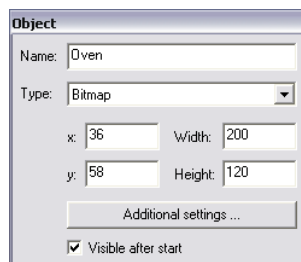 Object
Name: Oven
Type: Bitmap
x: 36 Width: 200
y: 58 Height: 120
Additional settings ...
Visible after start